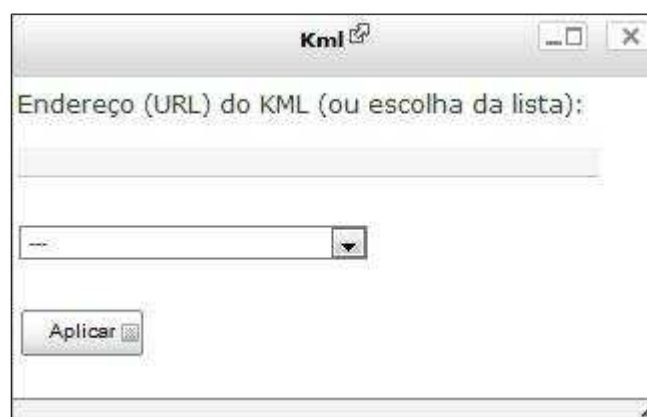 Kml
Endereço (URL) do KML (ou escolha da lista):
---
Aplicar